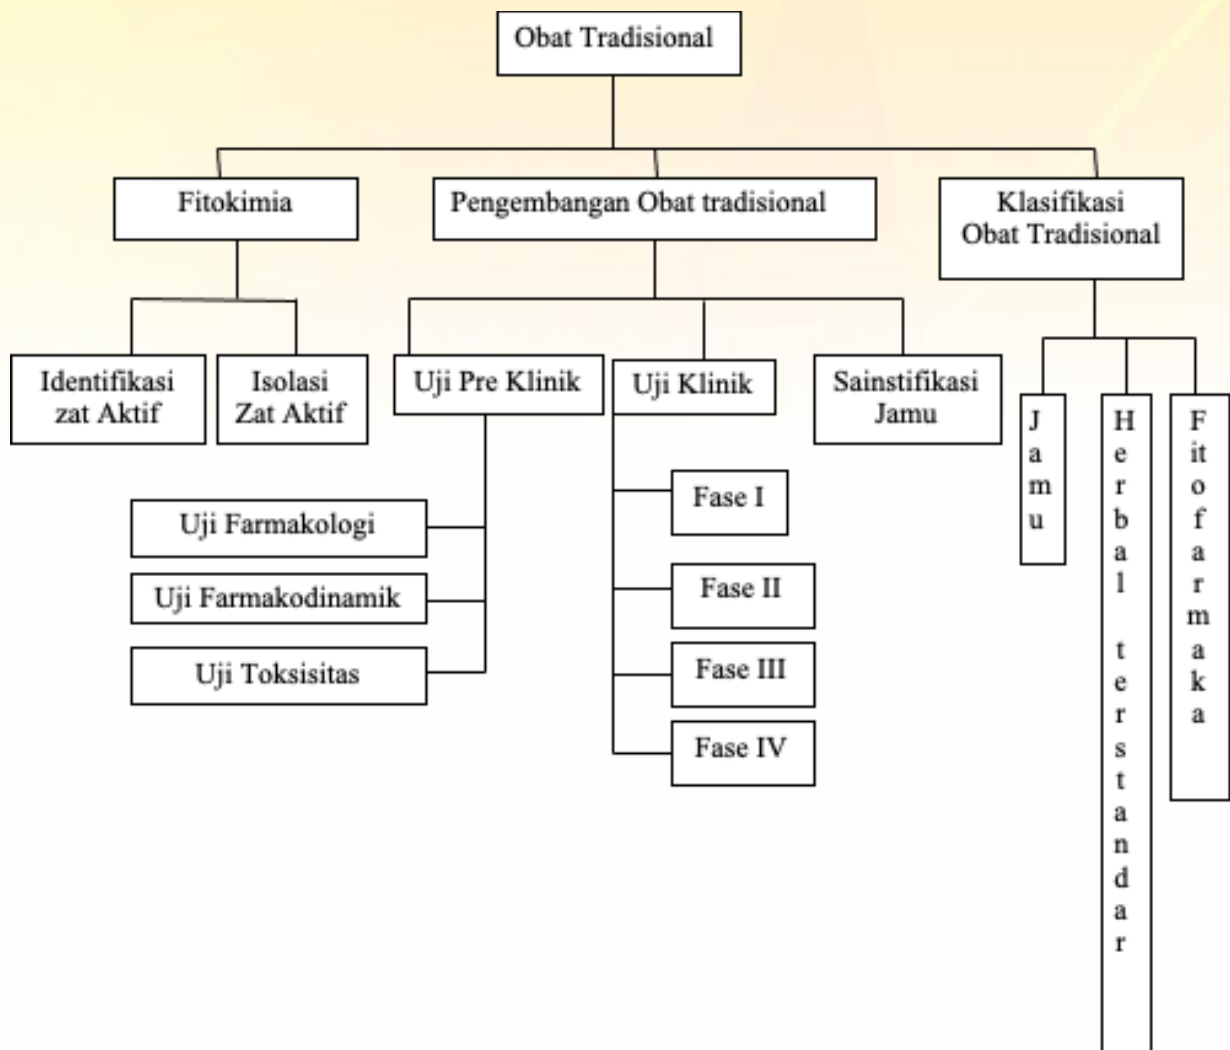 Obat Tradisional
Fitokimia
Pengembangan Obat tradisional
Klasifikasi
Obat Tradisional
Identifikasi
zat Aktif
Isolasi
Zat Aktif
Uji Pre Klinik
Uji Klinik
Sainstifikasi
Jamu
Jamu
Herbal terstandar
Fitofarmaka
Uji Farmakologi
Uji Farmakodinamik
Uji Toksisitas
Fase I
Fase II
Fase III
Fase IV